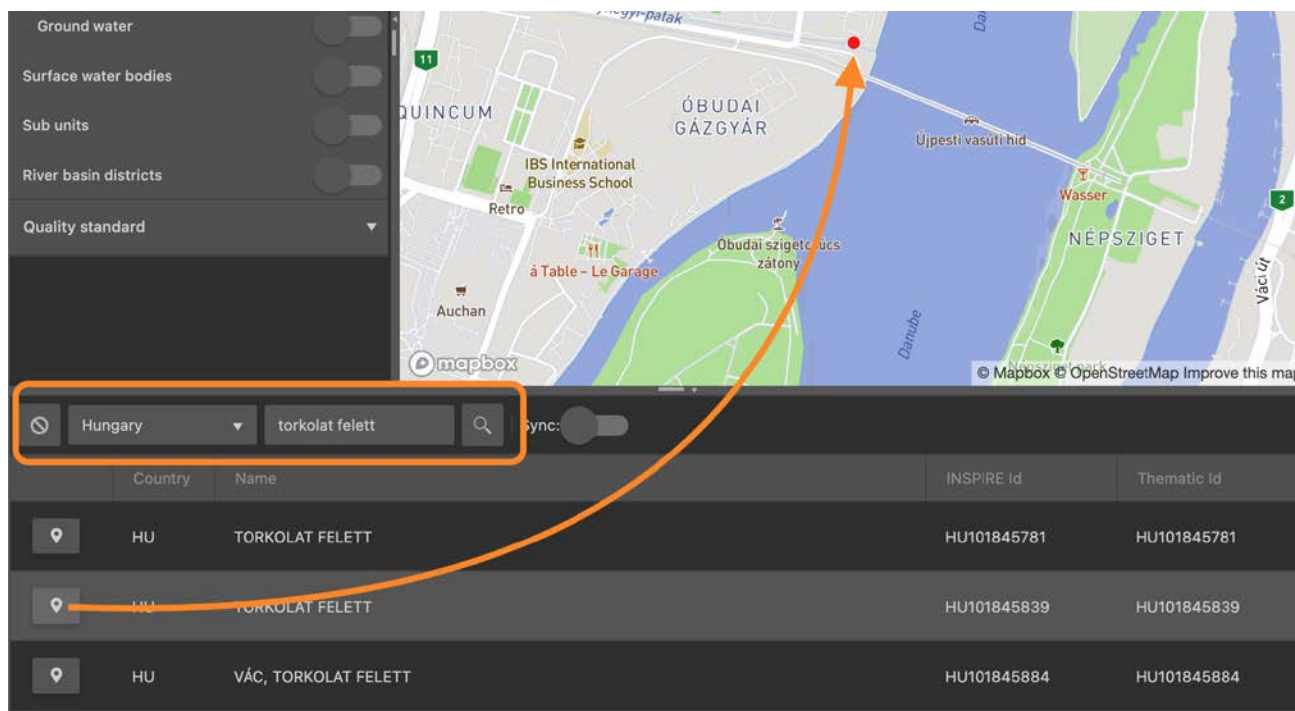 Ground water
Surface water bodies
Sub units
River basin districts
Quality standard
11
ÓBUDAI
GÁZGYÁR
Újpesti vasúti híd
IBS International
Business School
Retro
Wasser
2
NÉPSZIGET
Óbudai szigetcsúcs
zátony
á Table – Le Garage
Váci út
Auchan
Danube
mapbox
© Mapbox © OpenStreetMap Improve this map
Hungary
torkolat felett
Sync:
Country Name INSPIRE Id Thematic Id
HU TORKOLAT FELETT HU101845781 HU101845781
HU TORKOLAT FELETT HU101845839 HU101845839
VÁC, TORKOLAT FELETT HU101845884 HU101845884